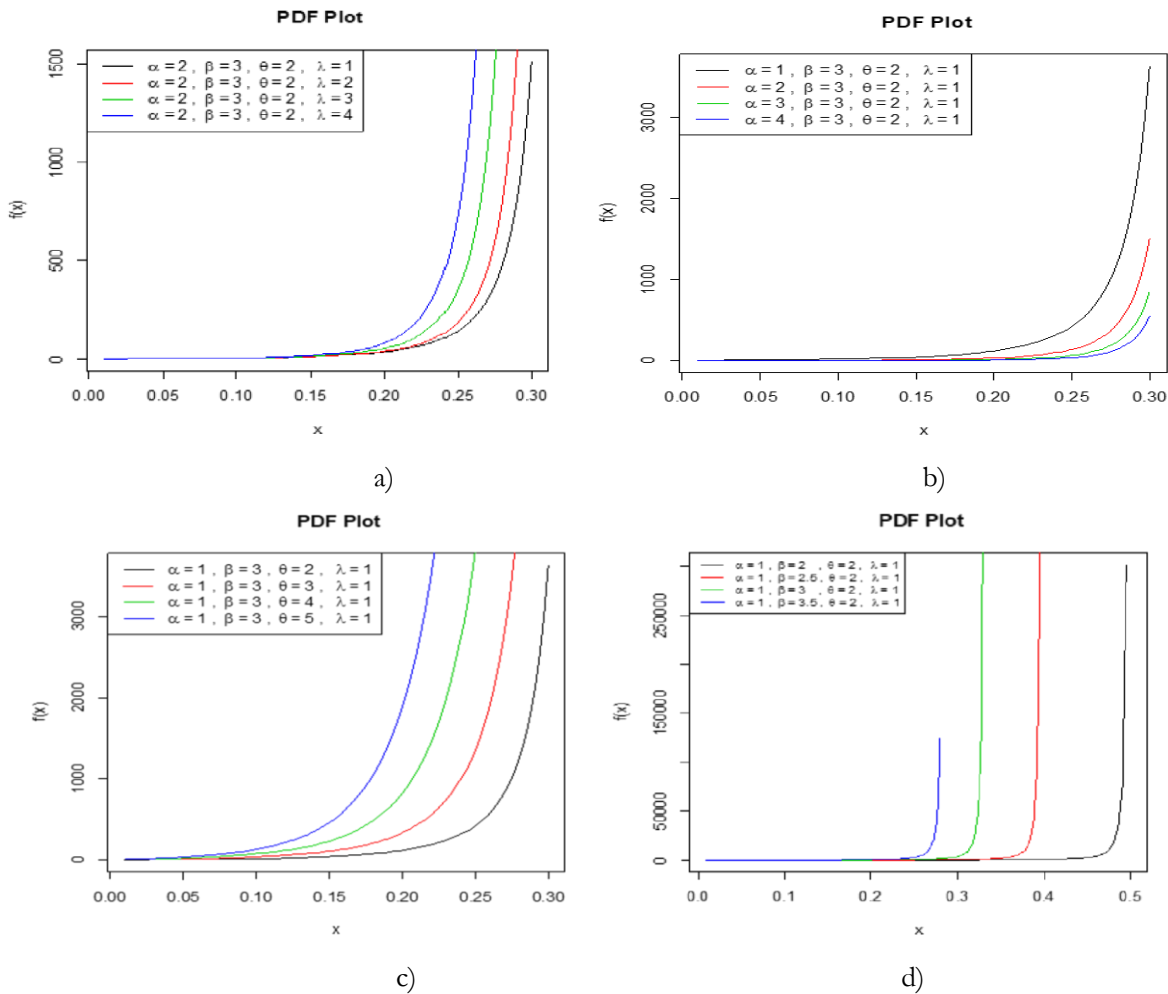 PDF Plot
α = 2 , β = 3 , θ = 2 , λ = 1
α = 2 , β = 3 , θ = 2 , λ = 2
α = 2 , β = 3 , θ = 2 , λ = 3
α = 2 , β = 3 , θ = 2 , λ = 4
f(x)
0
500
1000
1500
0.00 0.05 0.10 0.15 0.20 0.25 0.30
x
a)
PDF Plot
α = 1 , β = 3 , θ = 2 , λ = 1
α = 2 , β = 3 , θ = 2 , λ = 1
α = 3 , β = 3 , θ = 2 , λ = 1
α = 4 , β = 3 , θ = 2 , λ = 1
f(x)
0
1000
2000
3000
0.00 0.05 0.10 0.15 0.20 0.25 0.30
x
b)
PDF Plot
α = 1 , β = 3 , θ = 2 , λ = 1
α = 1 , β = 3 , θ = 3 , λ = 1
α = 1 , β = 3 , θ = 4 , λ = 1
α = 1 , β = 3 , θ = 5 , λ = 1
f(x)
0
1000
2000
3000
0.00 0.05 0.10 0.15 0.20 0.25 0.30
x
c)
PDF Plot
α = 1 , β = 2 , θ = 2 , λ = 1
α = 1 , β = 2.5 , θ = 2 , λ = 1
α = 1 , β = 3 , θ = 2 , λ = 1
α = 1 , β = 3.5 , θ = 2 , λ = 1
f(x)
0
50000
150000
250000
0.0 0.1 0.2 0.3 0.4 0.5
x
d)